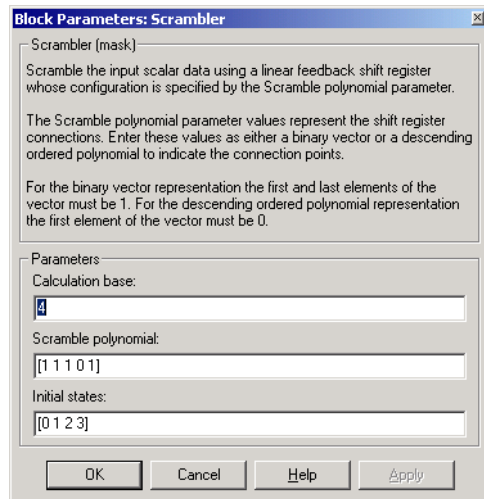 Block Parameters: Scrambler
Scrambler (mask)
Scramble the input scalar data using a linear feedback shift register
whose configuration is specified by the Scramble polynomial parameter.
The Scramble polynomial parameter values represent the shift register
connections. Enter these values as either a binary vector or a descending
ordered polynomial to indicate the connection points.
For the binary vector representation the first and last elements of the
vector must be 1. For the descending ordered polynomial representation
the first element of the vector must be 0.
Parameters
Calculation base:
4
Scramble polynomial:
[1 1 1 0 1]
Initial states:
[0 1 2 3]
OK Cancel Help Apply